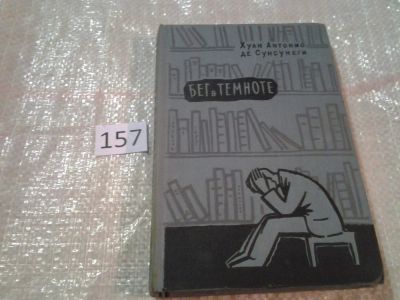 Хуан Антонио
де Сунсунеги
БЕГ в ТЕМНОТЕ
157